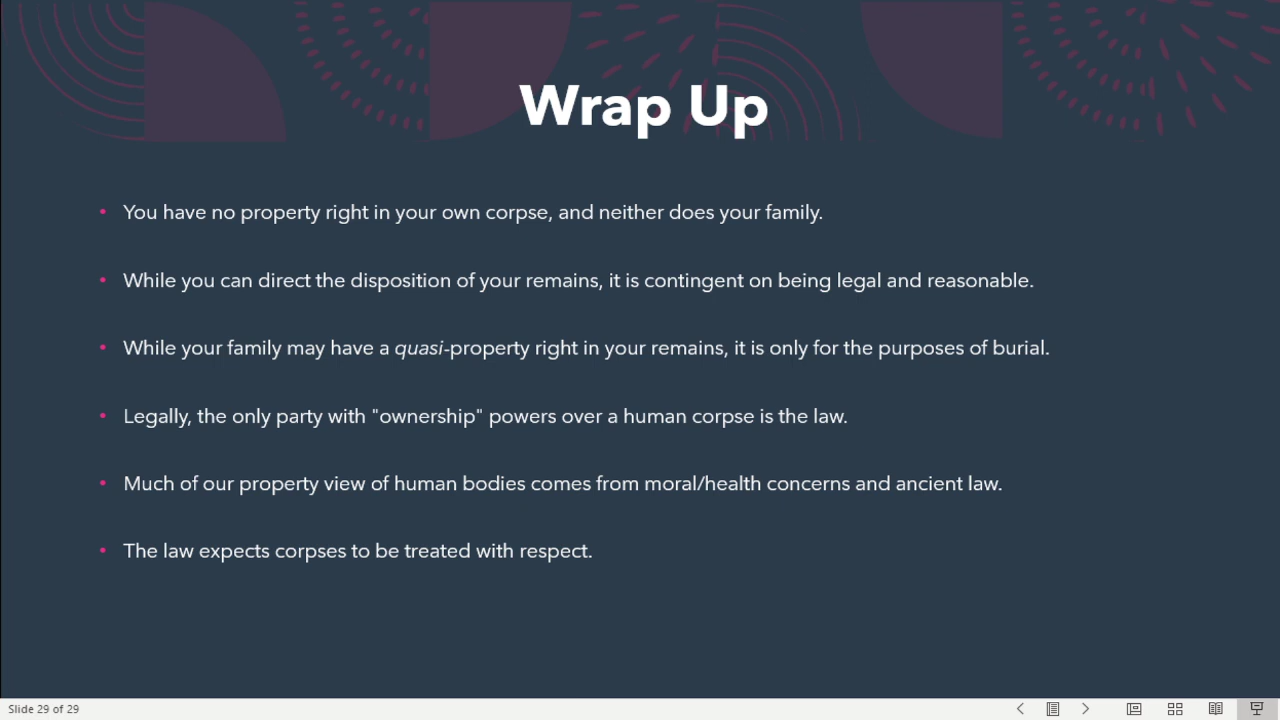 Wrap Up
• You have no property right in your own corpse, and neither does your family.
• While you can direct the disposition of your remains, it is contingent on being legal and reasonable.
• While your family may have a quasi-property right in your remains, it is only for the purposes of burial.
• Legally, the only party with "ownership" powers over a human corpse is the law.
• Much of our property view of human bodies comes from moral/health concerns and ancient law.
• The law expects corpses to be treated with respect.
Slide 29 of 29